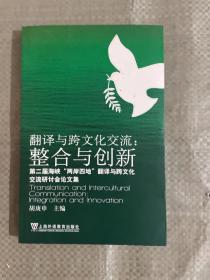 翻译与跨文化交流：
整合与创新
第二届海峡“两岸四地”翻译与跨文化
交流研讨会论文集
Translation and Intercultural
Communication:
Integration and Innovation
胡庚申 主编
上海外语教育出版社